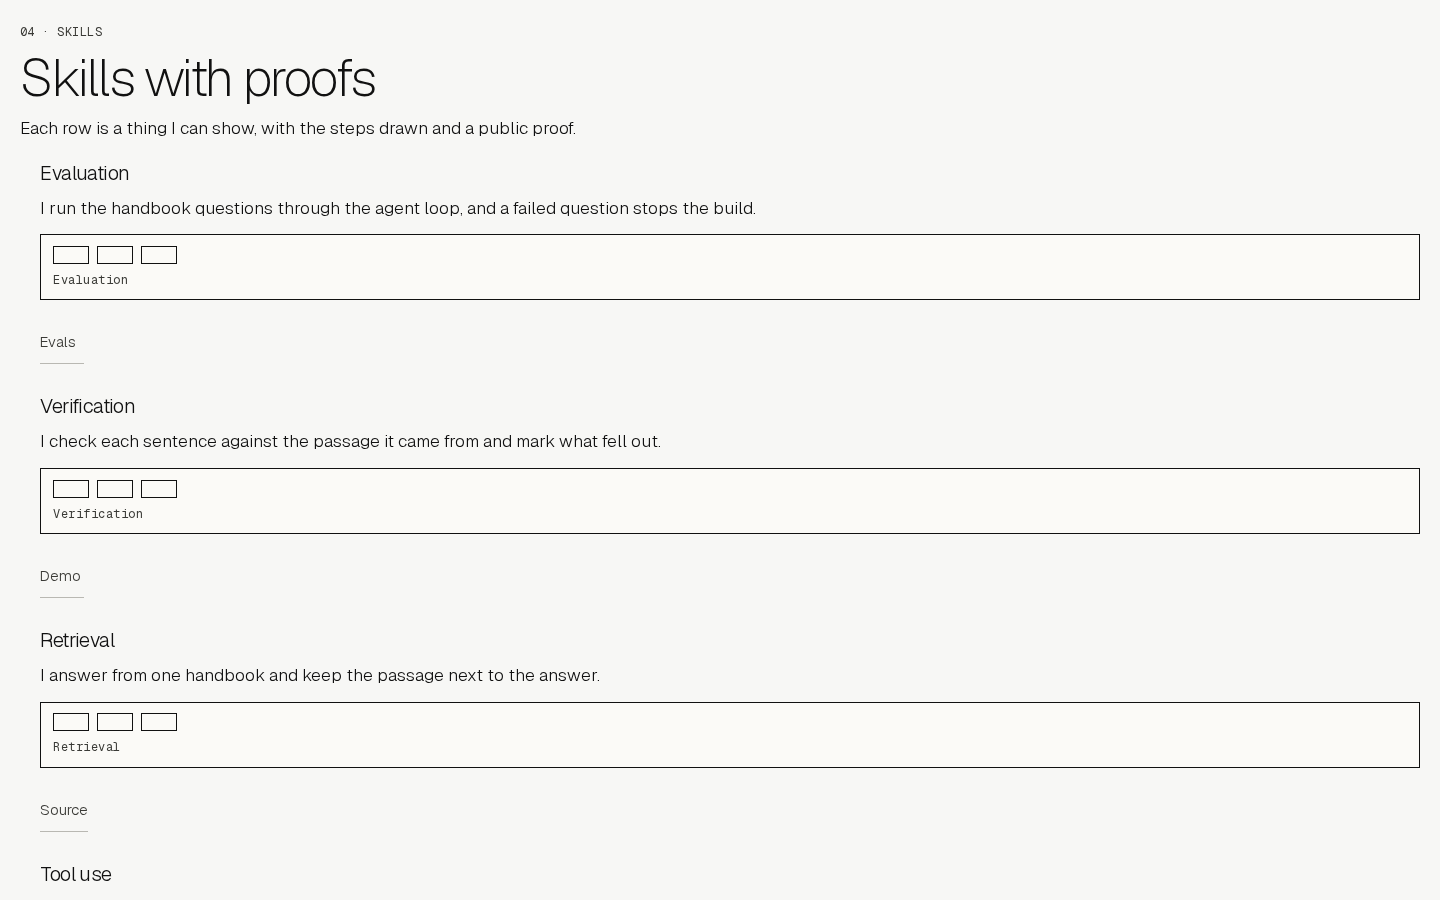 04 · SKILLS
Skills with proofs
Each row is a thing I can show, with the steps drawn and a public proof.
Evaluation
I run the handbook questions through the agent loop, and a failed question stops the build.
Evaluation
Evals
Verification
I check each sentence against the passage it came from and mark what fell out.
Verification
Demo
Retrieval
I answer from one handbook and keep the passage next to the answer.
Retrieval
Source
Tool use